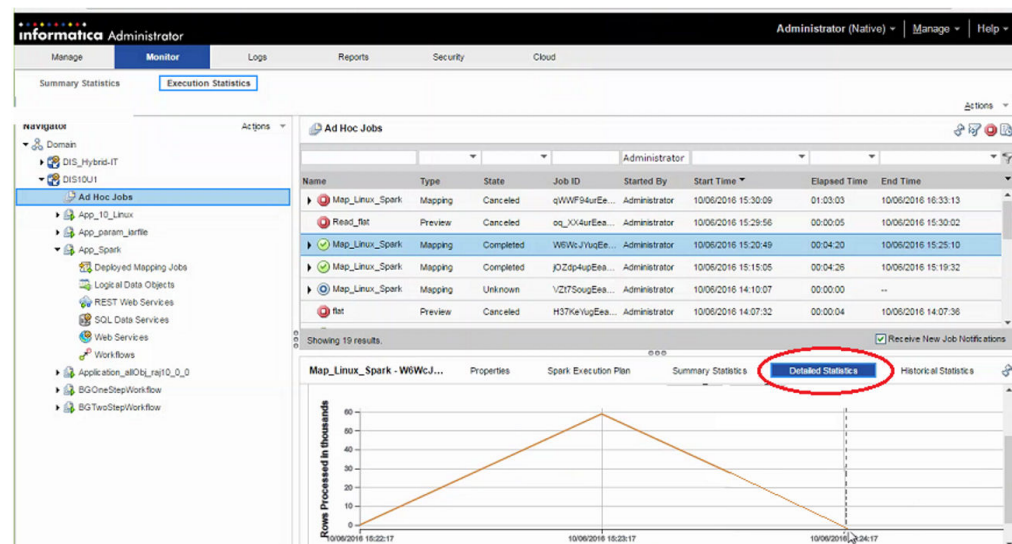 informatica Administrator
Administrator (Native) Manage Help
Manage Monitor Logs Reports Security Cloud
Summary Statistics Execution Statistics
Actions
Navigator Actions
Domain
DIS_Hybrid-IT
DIS10U1
Ad Hoc Jobs
App_10_Linux
App_param_iarfile
App_Spark
Deployed Mapping Jobs
Logical Data Objects
REST Web Services
SQL Data Services
Web Services
Workflows
Application_allObj_raj10_0_0
BGOneStepWorkflow
BGTwoStepWorkflow
Ad Hoc Jobs
Administrator
Name Type State Job ID Started By Start Time Elapsed Time End Time
Map_Linux_Spark Mapping Canceled qWWF94urEe... Administrator 10/06/2016 15:30:09 01:03:03 10/06/2016 16:33:13
Read_flat Preview Canceled oq_XX4urEea... Administrator 10/06/2016 15:29:56 00:00:05 10/06/2016 15:30:02
Map_Linux_Spark Mapping Completed W6WcJYuqEe... Administrator 10/06/2016 15:20:49 00:04:20 10/06/2016 15:25:10
Map_Linux_Spark Mapping Completed jOZdp4upEea... Administrator 10/06/2016 15:15:05 00:04:26 10/06/2016 15:19:32
Map_Linux_Spark Mapping Unknown VZt7SougEea... Administrator 10/06/2016 14:10:07 00:00:00 --
flat Preview Canceled H37KeYugEea... Administrator 10/06/2016 14:07:32 00:00:04 10/06/2016 14:07:36
Showing 19 results. Receive New Job Notifications
Map_Linux_Spark - W6WcJ... Properties Spark Execution Plan Summary Statistics Detailed Statistics Historical Statistics
Rows Processed in thousands
60
50
40
30
20
10
0
10/06/2016 15:22:17 10/06/2016 15:23:17 10/06/2016 :24:17